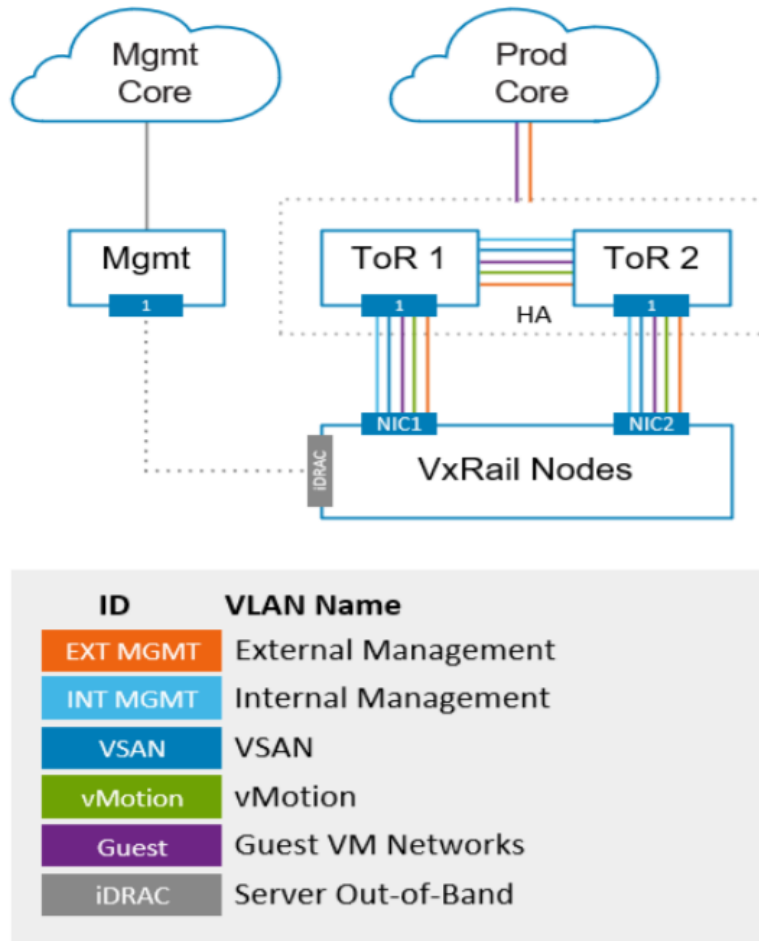 Mgmt
Core
Prod
Core
Mgmt
1
ToR 1
1
ToR 2
1
HA
NIC1
NIC2
iDRAC
VxRail Nodes
ID VLAN Name
EXT MGMT External Management
INT MGMT Internal Management
VSAN VSAN
vMotion vMotion
Guest Guest VM Networks
iDRAC Server Out-of-Band